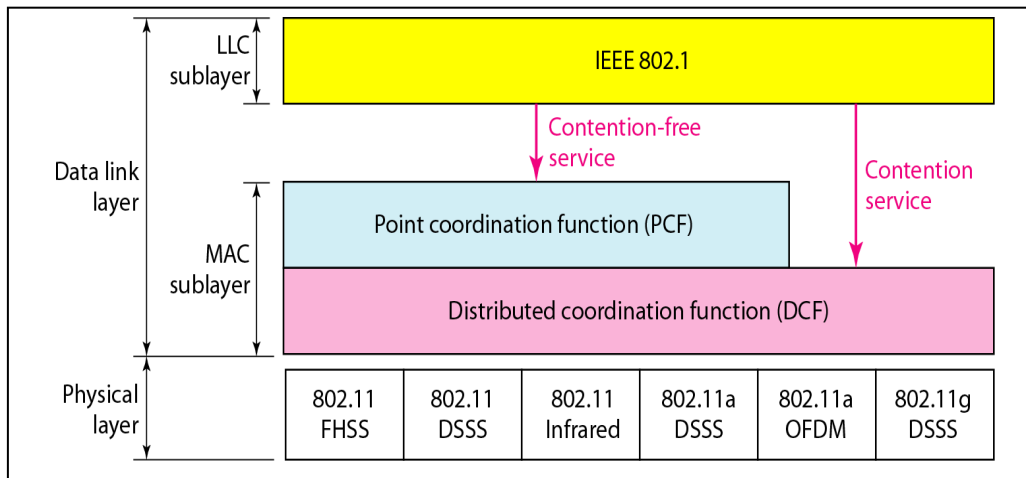 LLC
sublayer
IEEE 802.1
Contention-free
service
Contention
service
Data link
layer
MAC
sublayer
Point coordination function (PCF)
Distributed coordination function (DCF)
Physical
layer
802.11
FHSS
802.11
DSSS
802.11
Infrared
802.11a
DSSS
802.11a
OFDM
802.11g
DSSS